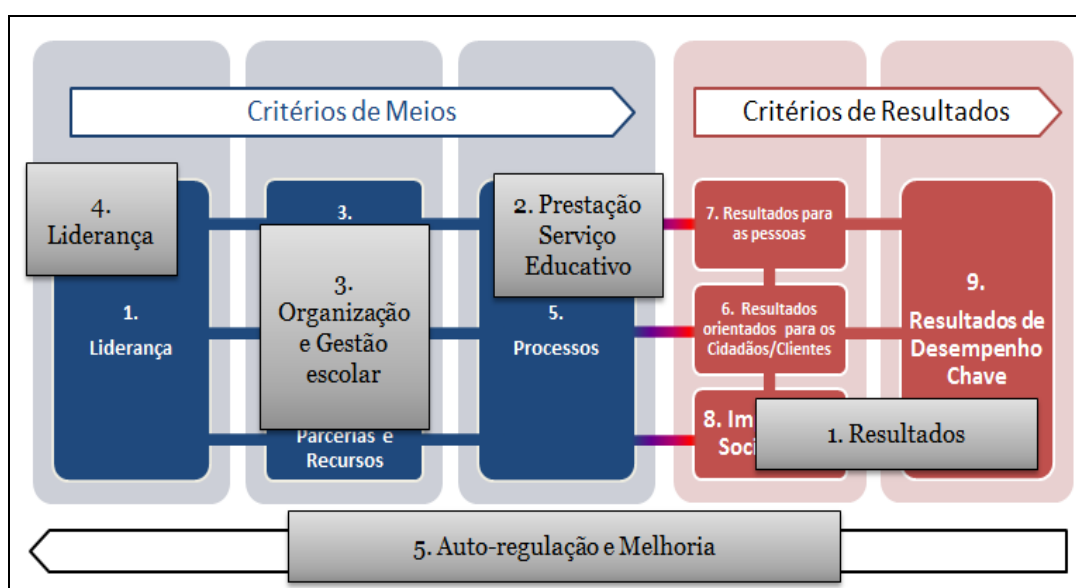 Critérios de Meios
Critérios de Resultados
4.
Liderança
1.
Liderança
3.
3.
Organização
e Gestão
escolar
Parcerias e
Recursos
2. Prestação
Serviço
Educativo
5.
Processos
7. Resultados para
as pessoas
6. Resultados
orientados para os
Cidadãos/Clientes
8.
9.
Resultados de
Desempenho
Chave
1. Resultados
5. Auto-regulação e Melhoria